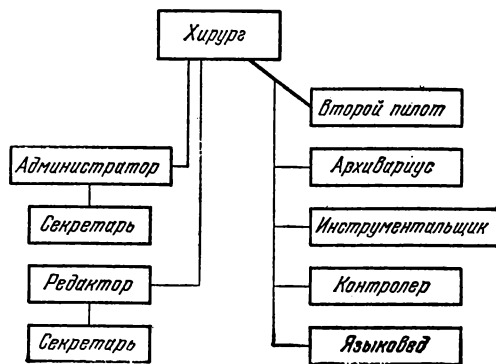 Хирург
Второй пилот
Администратор
Архивариус
Секретарь
Инструментальщик
Редактор
Контролер
Секретарь
Языковед